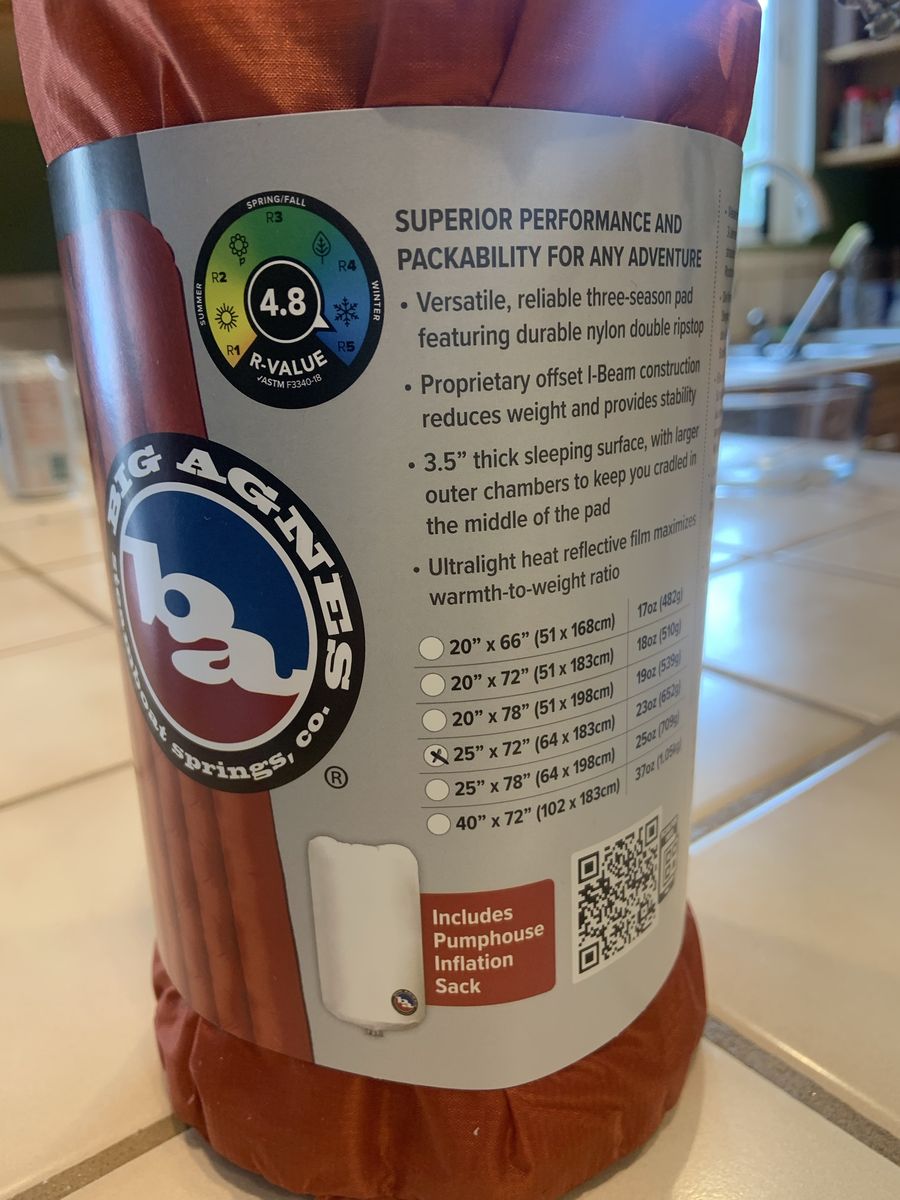 SPRING/FALL
R3
R2
R4
SUMMER
4.8
WINTER
R1
R5
R-VALUE
✓ASTM F3340-18
SUPERIOR PERFORMANCE AND
PACKABILITY FOR ANY ADVENTURE
• Versatile, reliable three-season pad
featuring durable nylon double ripstop
• Proprietary offset I-Beam construction
reduces weight and provides stability
• 3.5” thick sleeping surface, with larger
outer chambers to keep you cradled in
the middle of the pad
• Ultralight heat reflective film maximizes
warmth-to-weight ratio
BIG AGNES
ba
springs, co.
®
20” x 66” (51 x 168cm) 17oz (482g)
20” x 72” (51 x 183cm) 18oz (510g)
20” x 78” (51 x 198cm) 19oz (539g)
25” x 72” (64 x 183cm) 23oz (652g)
25” x 78” (64 x 198cm) 25oz (709g)
40” x 72” (102 x 183cm) 37oz (1.05kg)
Includes
Pumphouse
Inflation
Sack
ba